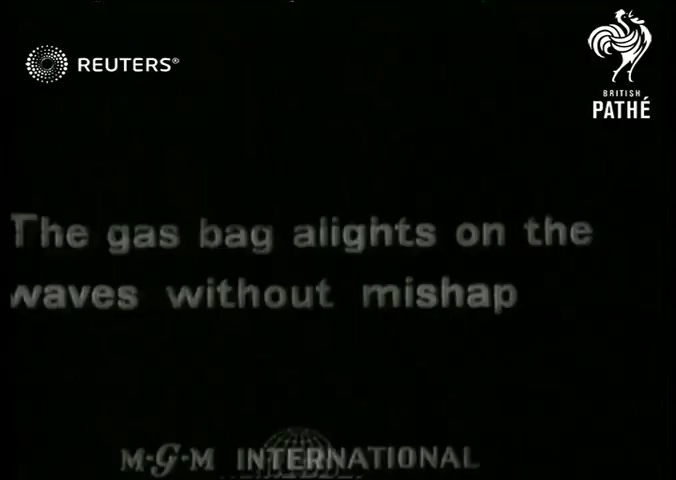 REUTERS®
BRITISH
PATHÉ
The gas bag alights on the
waves without mishap
M-G-M INTERNATIONAL